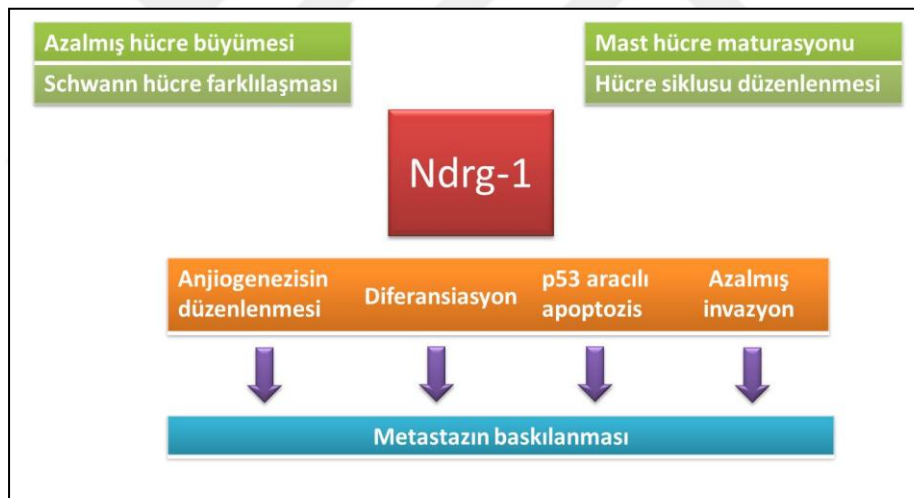 Azalmış hücre büyümesi
Schwann hücre farklılaşması
Mast hücre maturasyonu
Hücre siklusu düzenlenmesi
Ndrg-1
Anjiogenezisin
düzenlenmesi
Diferansiasyon
p53 aracılı
apoptozis
Azalmış
invazyon
Metastazın baskılanması